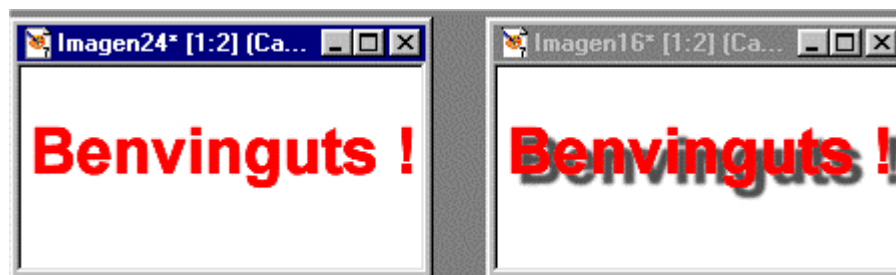 Imagen24* [1:2] (Ca...
Benvinguts !
Imagen16* [1:2] (Ca...
Benvinguts !